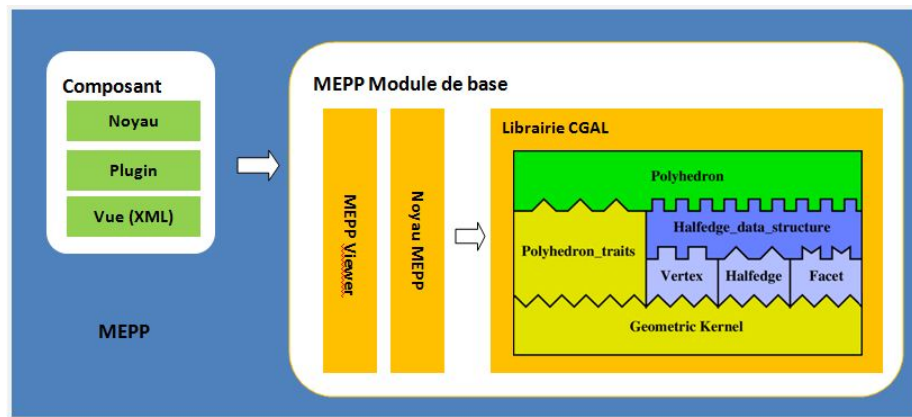 Composant
Noyau
Plugin
Vue (XML)
MEPP
MEPP Module de base
MEPP Viewer
Noyau MEPP
Librairie CGAL
Polyhedron
Halfedge_data_structure
Polyhedron_traits
Vertex
Halfedge
Facet
Geometric Kernel